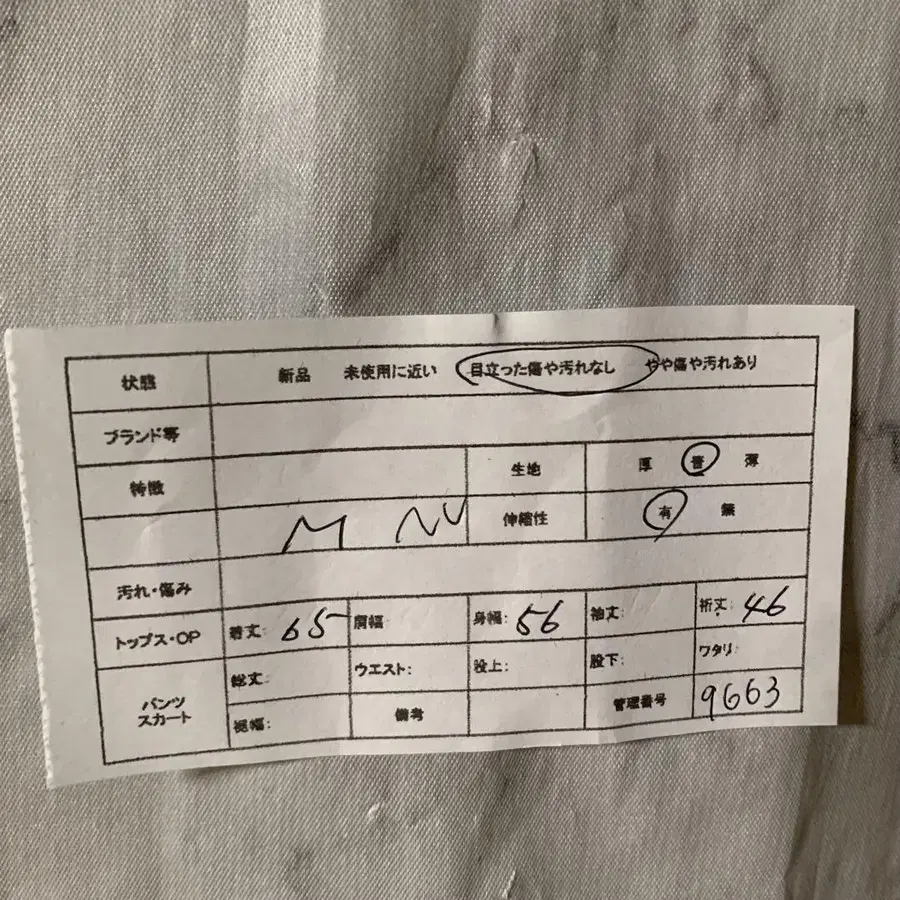 状態 新品 未使用に近い 目立った傷や汚れなし やや傷や汚れあり
ブランド等
特徴 生地 厚 普 薄
M NV 伸縮性 有 無
汚れ・傷み
トップス・OP 着丈: 65 肩幅: 身幅: 56 袖丈: 裄丈: 46
パンツ スカート 総丈: ウエスト: 股上: 股下: ワタリ:
裾幅: 備考 管理番号 9663